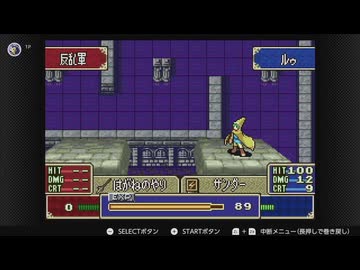 1P
反乱軍
ルゥ
はがねのやり
サンダー
HIT
DMG
CRT
HIT 100
DMG 12
CRT 9
0
EXP
89
SELECTボタン
STARTボタン
中断メニュー(長押しで巻き戻し)